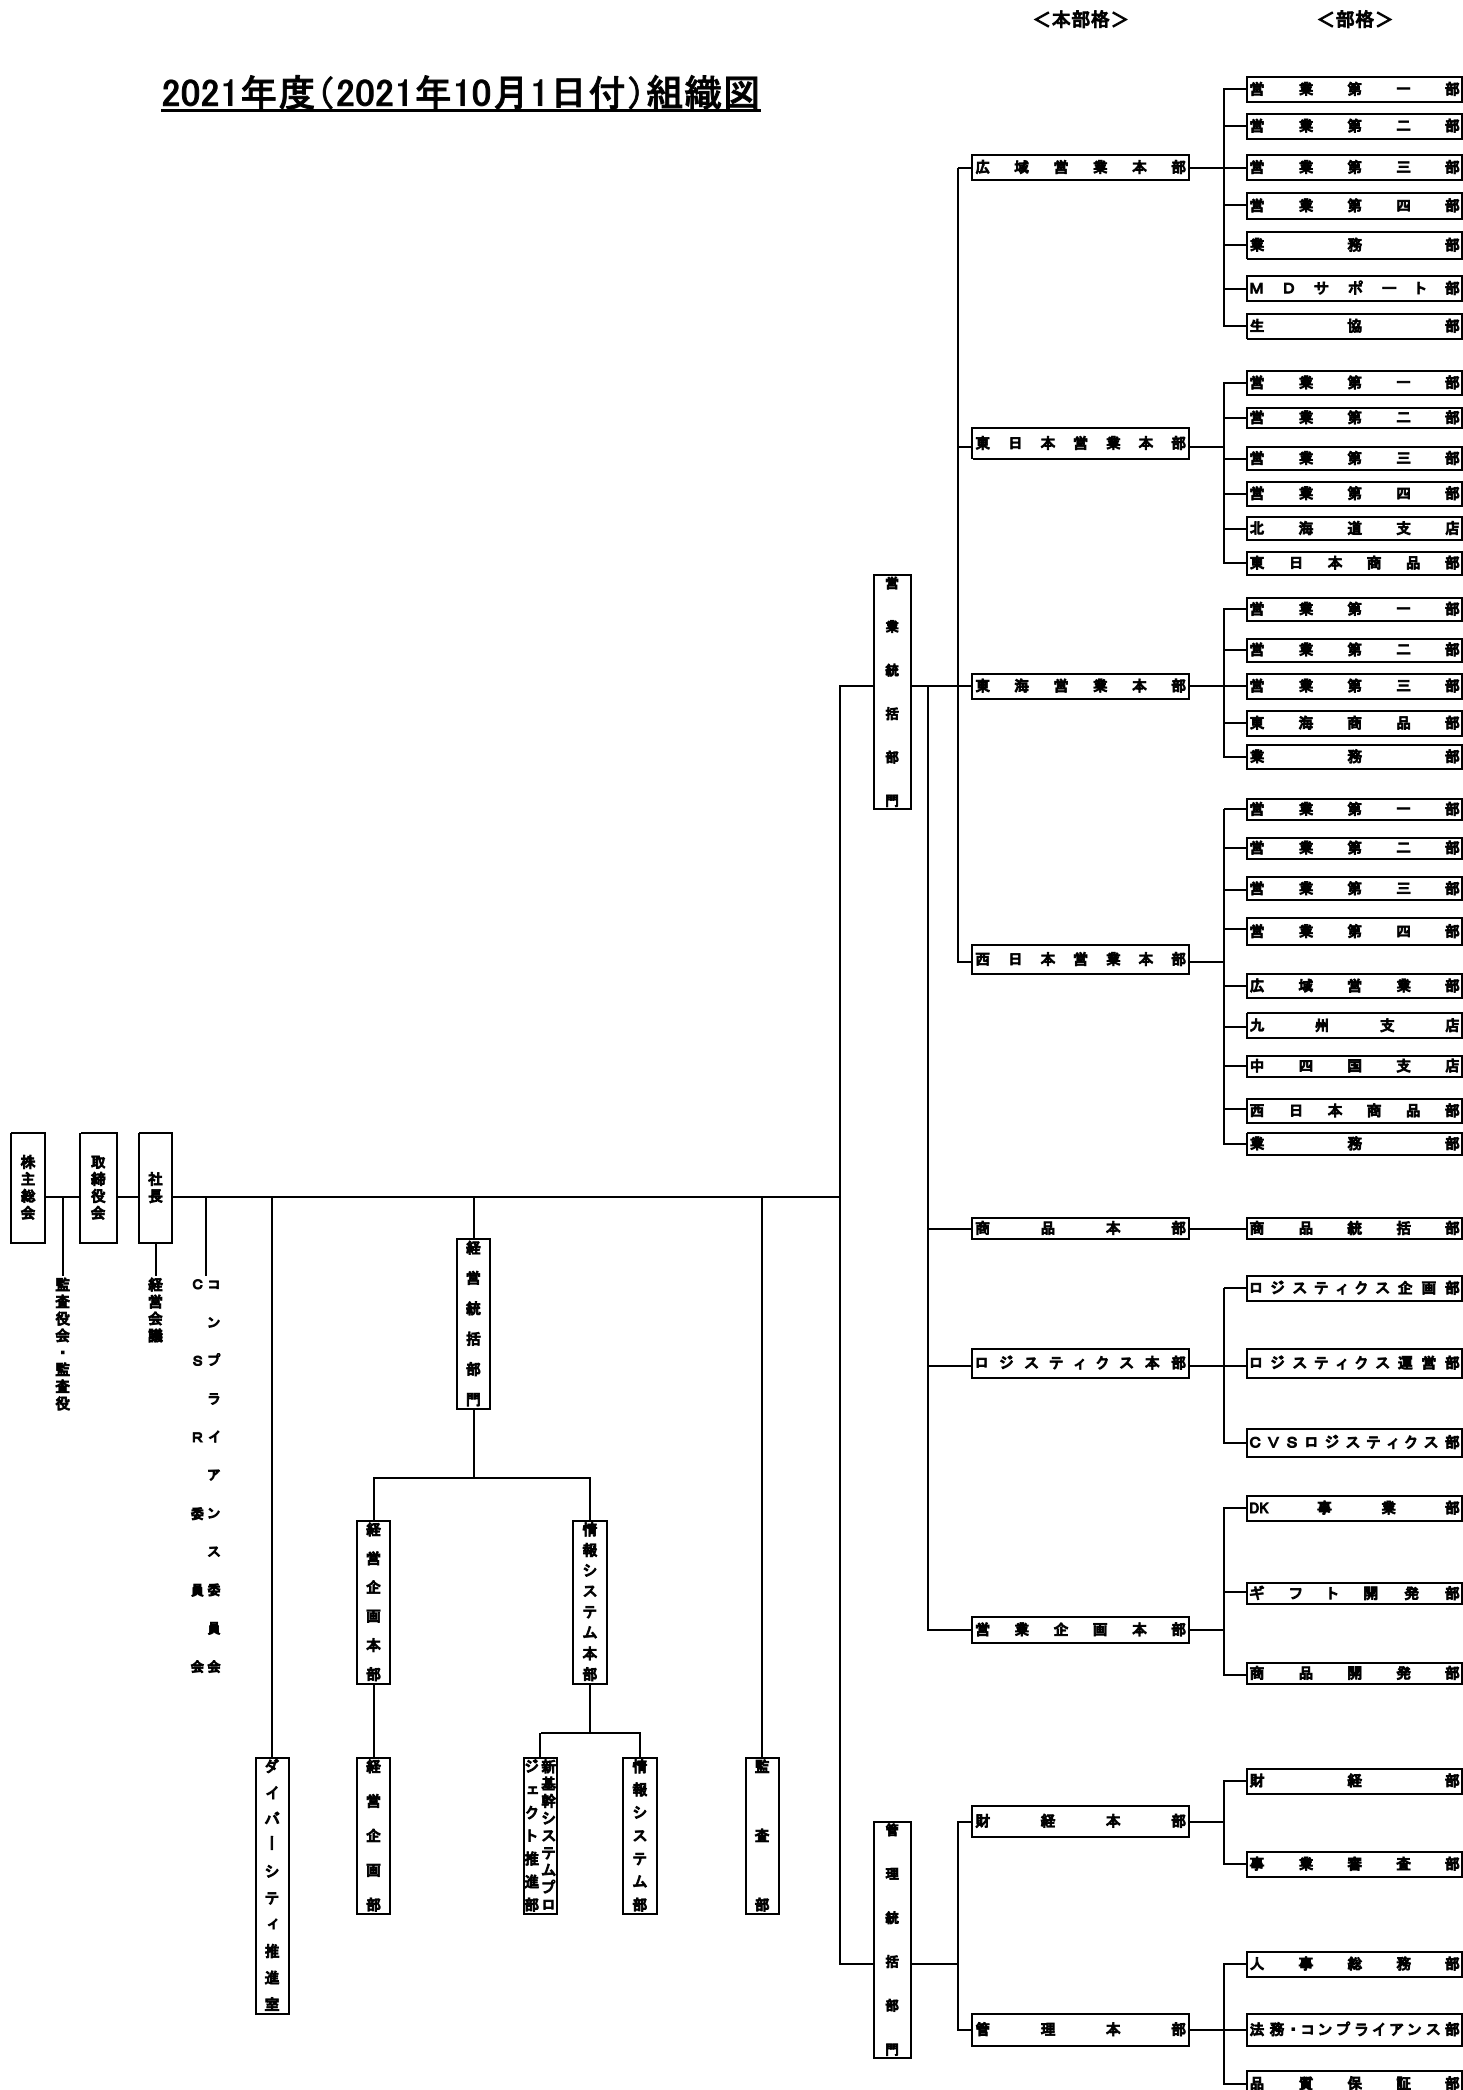 ＜本部格＞
＜部格＞
2021年度（2021年10月1日付）組織図
株主総会
監査役会・監査役
取締役会
社長
経営会議
コンプライアンス委員会
ＣＳＲ委員会
ダイバーシティ推進室
経営統括部門
経営企画本部
経営企画部
情報システム本部
新基幹システムプロ
ジェクト推進部
情報システム部
監査部
営業統括部門
広域営業本部
営業第一部
営業第二部
営業第三部
営業第四部
業務部
ＭＤサポート部
生協部
東日本営業本部
営業第一部
営業第二部
営業第三部
営業第四部
北海道支店
東日本商品部
東海営業本部
営業第一部
営業第二部
営業第三部
東海商品部
業務部
西日本営業本部
営業第一部
営業第二部
営業第三部
営業第四部
広域営業部
九州支店
中四国支店
西日本商品部
業務部
商品本部
商品統括部
ロジスティクス本部
ロジスティクス企画部
ロジスティクス運営部
ＣＶＳロジスティクス部
営業企画本部
DK事業部
ギフト開発部
商品開発部
管理統括部門
財経本部
財経部
事業審査部
管理本部
人事総務部
法務・コンプライアンス部
品質保証部